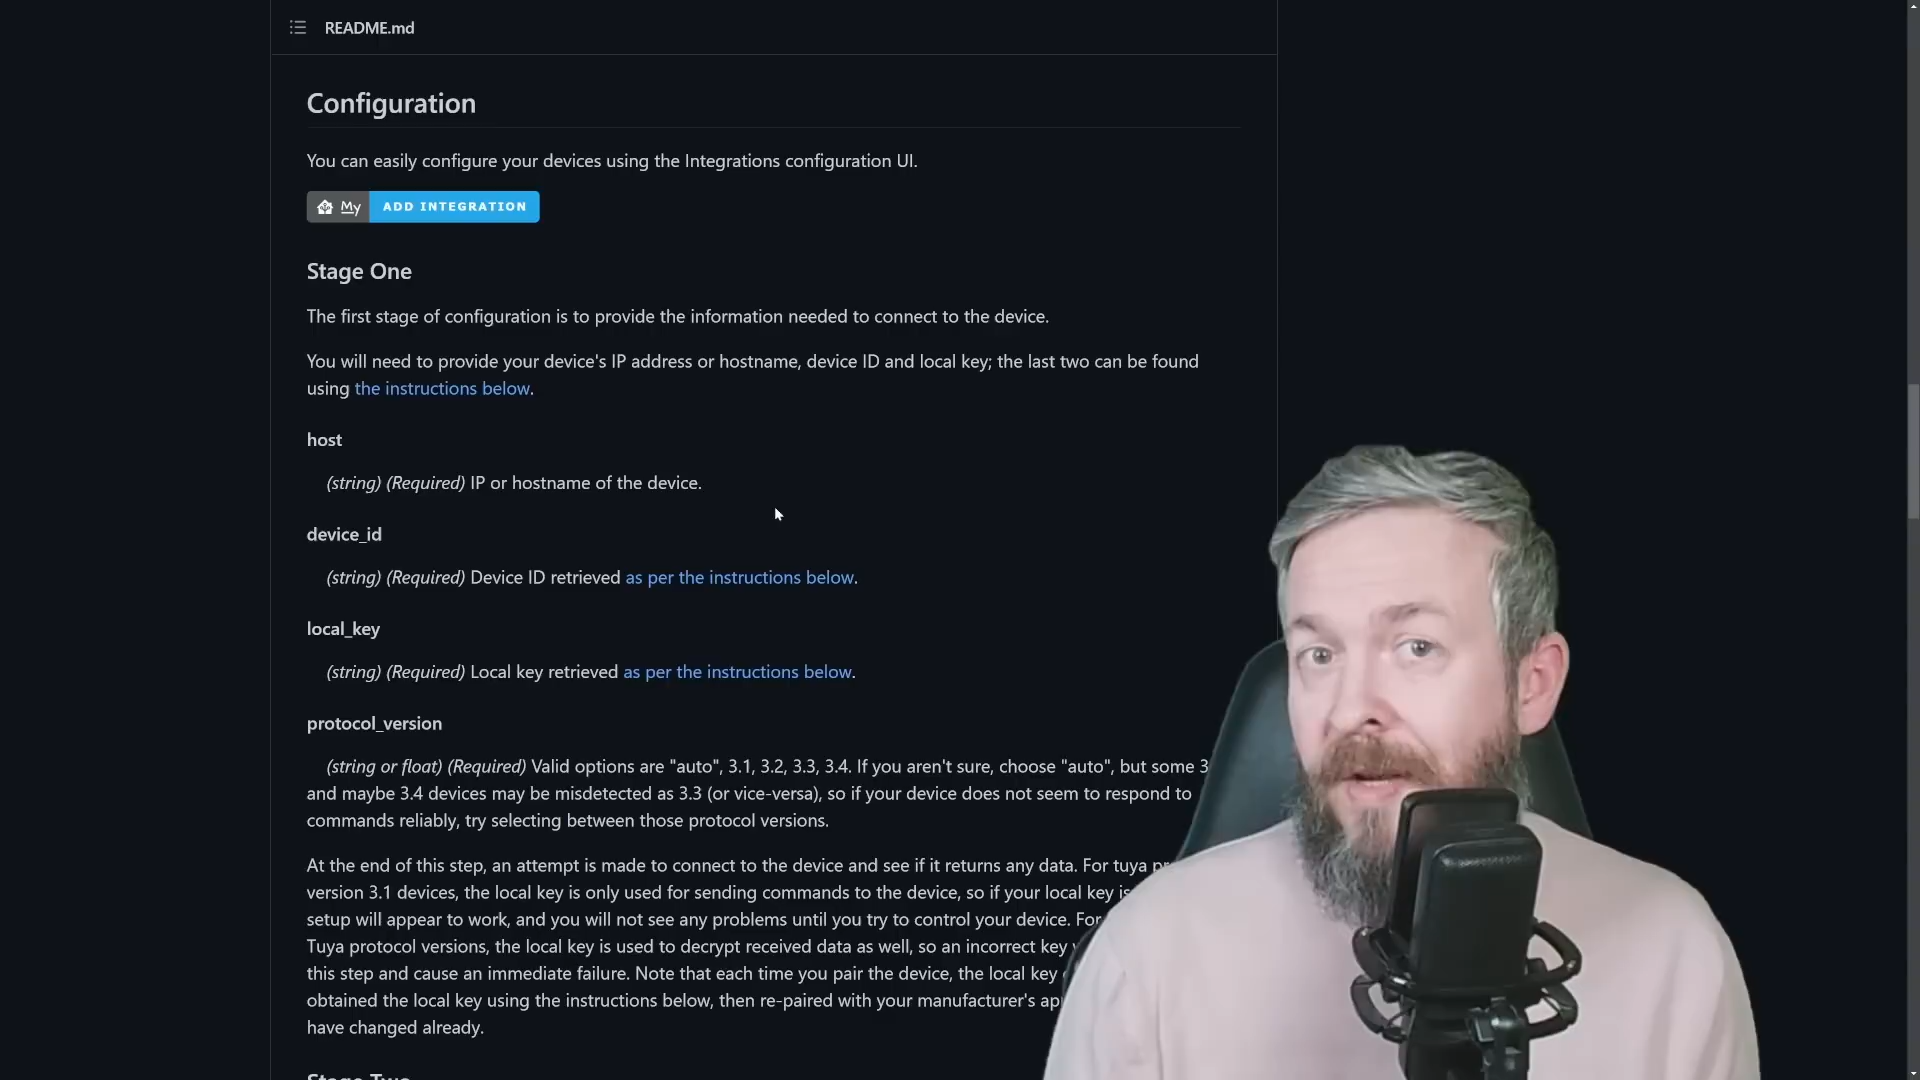 README.md
Configuration
You can easily configure your devices using the Integrations configuration UI.
My ADD INTEGRATION
Stage One
The first stage of configuration is to provide the information needed to connect to the device.
You will need to provide your device's IP address or hostname, device ID and local key; the last two can be found
using the instructions below.
host
(string) (Required) IP or hostname of the device.
device_id
(string) (Required) Device ID retrieved as per the instructions below.
local_key
(string) (Required) Local key retrieved as per the instructions below.
protocol_version
(string or float) (Required) Valid options are "auto", 3.1, 3.2, 3.3, 3.4. If you aren't sure, choose "auto", but some 3
and maybe 3.4 devices may be misdetected as 3.3 (or vice-versa), so if your device does not seem to respond to
commands reliably, try selecting between those protocol versions.
At the end of this step, an attempt is made to connect to the device and see if it returns any data. For tuya
version 3.1 devices, the local key is only used for sending commands to the device, so if your local key is
setup will appear to work, and you will not see any problems until you try to control your device. For
Tuya protocol versions, the local key is used to decrypt received data as well, so an incorrect key
this step and cause an immediate failure. Note that each time you pair the device, the local key
obtained the local key using the instructions below, then re-paired with your manufacturer's
have changed already.
Stage Two